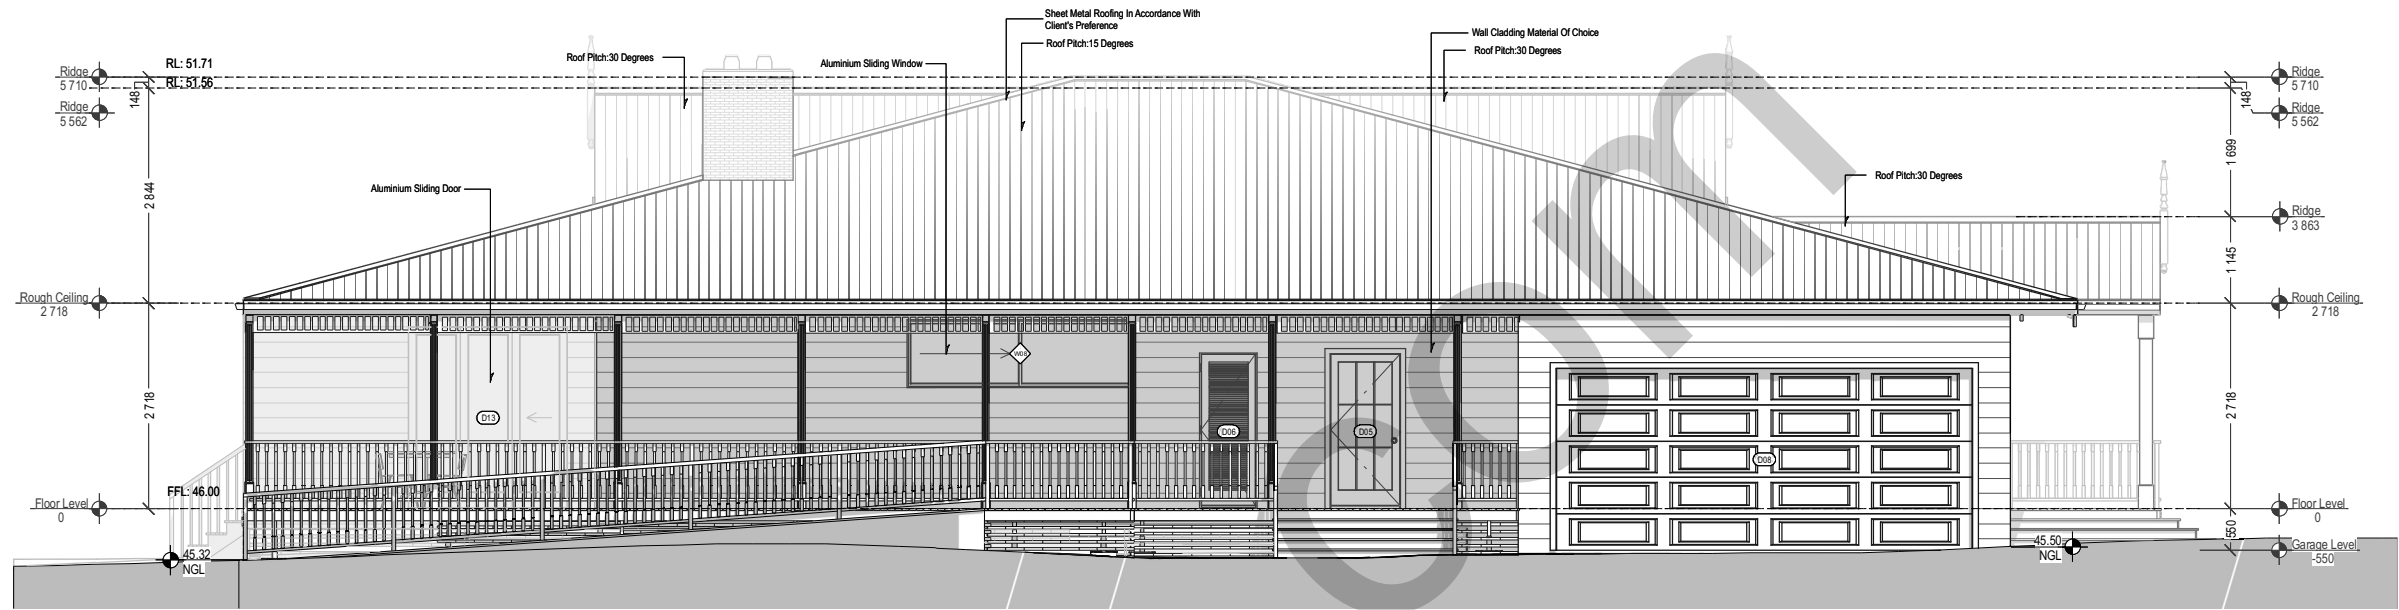 Sheet Metal Roofing In Accordance With
Client's Preference
Roof Pitch:15 Degrees
Wall Cladding Material Of Choice
Roof Pitch:30 Degrees
Roof Pitch:30 Degrees
Aluminium Sliding Window
RL: 51.71
RL: 51.56
Ridge
5 710
Ridge
5 562
148
Ridge
5 710
Ridge
5 562
148
1 699
Aluminium Sliding Door
2 844
Roof Pitch:30 Degrees
Ridge
3 863
1 145
Rough Ceiling
2 718
Rough Ceiling
2 718
W08
2 718
2 718
D13
D06
D05
D08
com
FFL: 46.00
Floor Level
0
Floor Level
0
550
45.32
NGL
45.50
NGL
Garage Level
-550